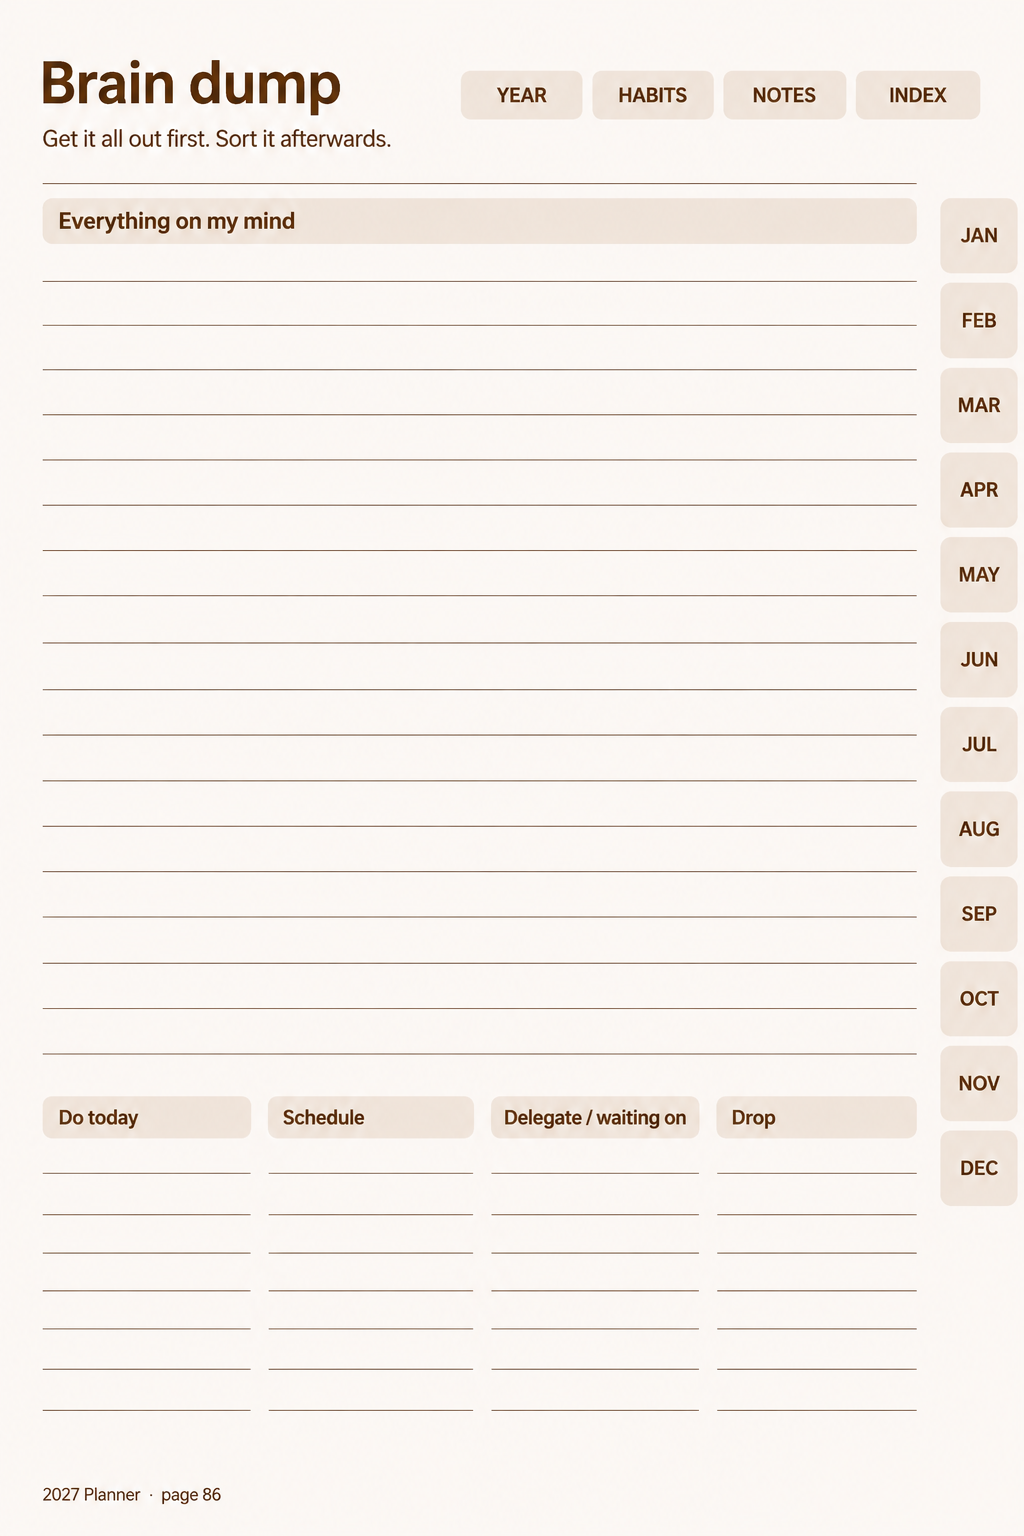 Brain dump
YEAR HABITS NOTES INDEX
Get it all out first. Sort it afterwards.
Everything on my mind
JAN
FEB
MAR
APR
MAY
JUN
JUL
AUG
SEP
OCT
NOV
Do today Schedule Delegate / waiting on Drop
DEC
2027 Planner · page 86